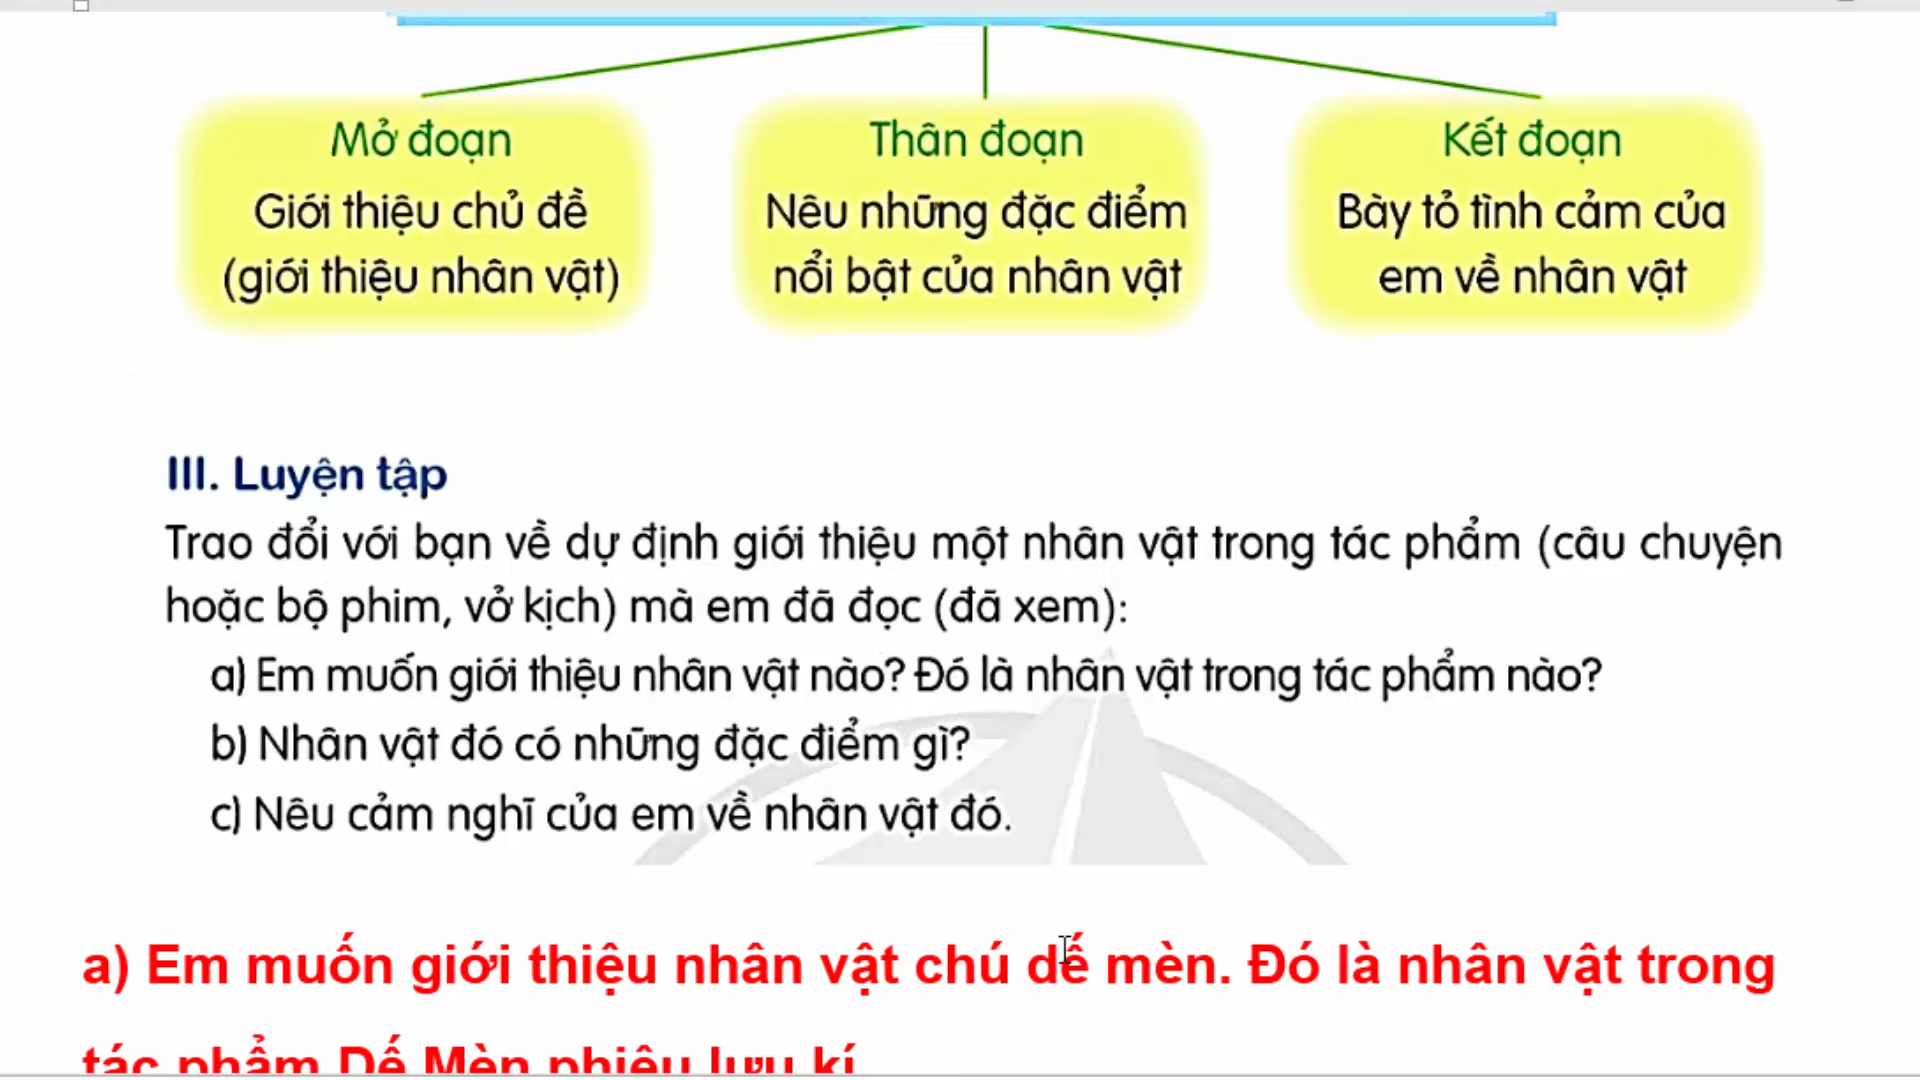 Mở đoạn
Giới thiệu chủ đề
(giới thiệu nhân vật)
Thân đoạn
Nêu những đặc điểm
nổi bật của nhân vật
Kết đoạn
Bày tỏ tình cảm của
em về nhân vật
III. Luyện tập
Trao đổi với bạn về dự định giới thiệu một nhân vật trong tác phẩm (câu chuyện
hoặc bộ phim, vở kịch) mà em đã đọc (đã xem):
a) Em muốn giới thiệu nhân vật nào? Đó là nhân vật trong tác phẩm nào?
b) Nhân vật đó có những đặc điểm gì?
c) Nêu cảm nghĩ của em về nhân vật đó.
a) Em muốn giới thiệu nhân vật chú dế mèn. Đó là nhân vật trong
tác phẩm Dế Mèn phiêu lưu kí